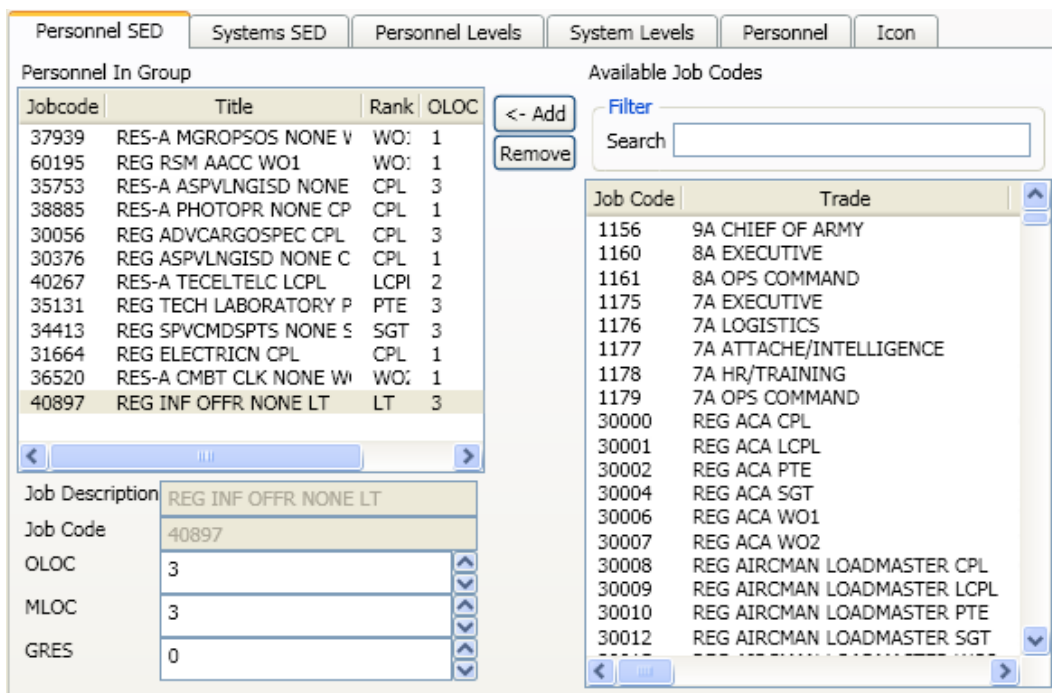 Personnel SED Systems SED Personnel Levels System Levels Personnel Icon
Personnel In Group
Jobcode Title Rank OLOC
37939 RES-A MGROPSOS NONE WO1 1
60195 REG RSM AACC WO1 WO1 1
35753 RES-A ASPVLNGISD NONE CPL 3
38885 RES-A PHOTOPR NONE CP CPL 1
30056 REG ADVCARGOSPEC CPL CPL 3
30376 REG ASPVLNGISD NONE C CPL 1
40267 RES-A TECELTELC LCPL LCPL 2
35131 REG TECH LABORATORY P PTE 3
34413 REG SPVCMDSPTS NONE S SGT 3
31664 REG ELECTRICN CPL CPL 1
36520 RES-A CMBT CLK NONE WO WO2 1
40897 REG INF OFFR NONE LT LT 3
Job Description REG INF OFFR NONE LT
Job Code 40897
OLOC 3
MLOC 3
GRES 0
<- Add
Remove
Available Job Codes
Filter
Search
Job Code Trade
1156 9A CHIEF OF ARMY
1160 8A EXECUTIVE
1161 8A OPS COMMAND
1175 7A EXECUTIVE
1176 7A LOGISTICS
1177 7A ATTACHE/INTELLIGENCE
1178 7A HR/TRAINING
1179 7A OPS COMMAND
30000 REG ACA CPL
30001 REG ACA LCPL
30002 REG ACA PTE
30004 REG ACA SGT
30006 REG ACA WO1
30007 REG ACA WO2
30008 REG AIRCMAN LOADMASTER CPL
30009 REG AIRCMAN LOADMASTER LCPL
30010 REG AIRCMAN LOADMASTER PTE
30012 REG AIRCMAN LOADMASTER SGT